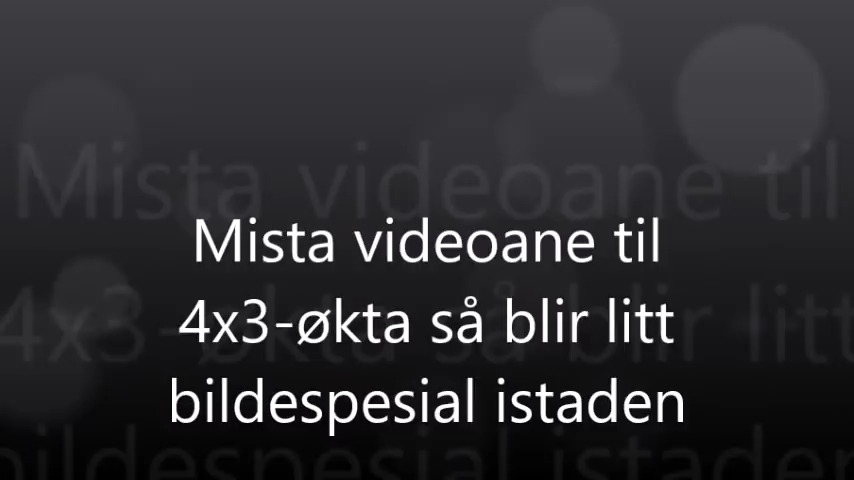 Mista videoane til
4x3-økta så blir litt
bildespesial istaden